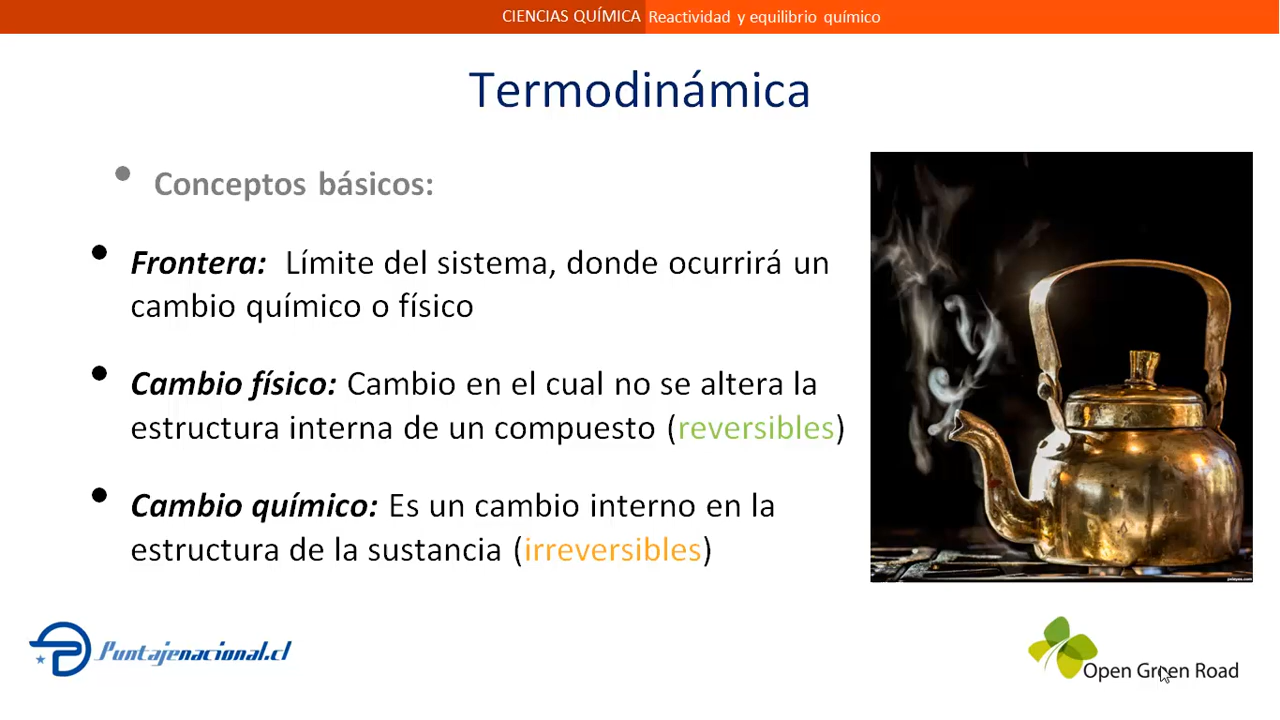 CIENCIAS QUÍMICA Reactividad y equilibrio químico
Termodinámica
• Conceptos básicos:
• Frontera: Límite del sistema, donde ocurrirá un
cambio químico o físico
• Cambio físico: Cambio en el cual no se altera la
estructura interna de un compuesto (reversibles)
• Cambio químico: Es un cambio interno en la
estructura de la sustancia (irreversibles)
Puntajenacional.cl
Open Green Road